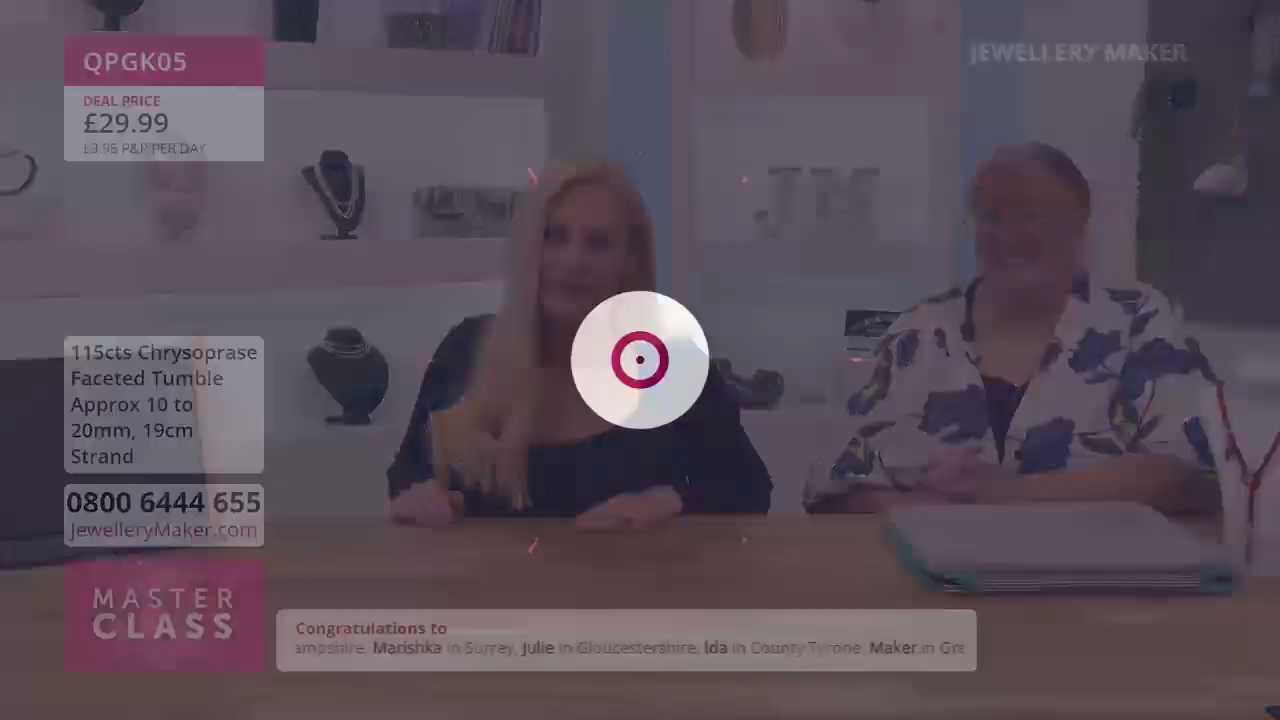 QPGK05
JEWELLERY MAKER
DEAL PRICE
£29.99
£3.95 P&P PER DAY
JM
115cts Chrysoprase
Faceted Tumble
Approx 10 to
20mm, 19cm
Strand
0800 6444 655
JewelleryMaker.com
MASTER
CLASS
Congratulations to
ampshire, Marishka in Surrey, Julie in Gloucestershire, Ida in County Tyrone, Maker in Gre